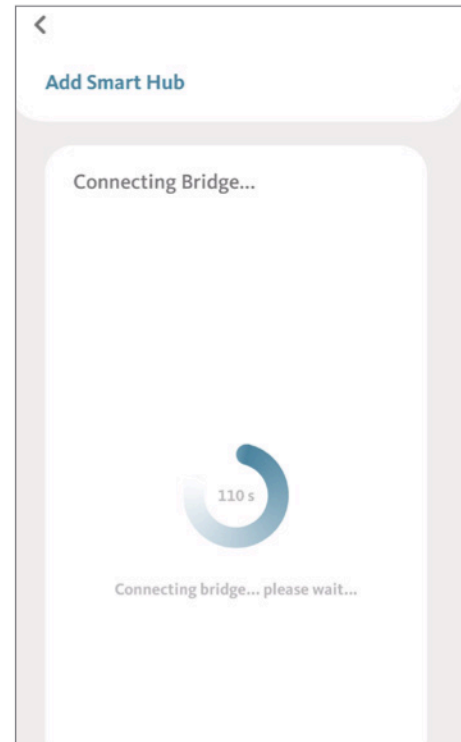 Add Smart Hub
Connecting Bridge...
110 s
Connecting bridge... please wait...